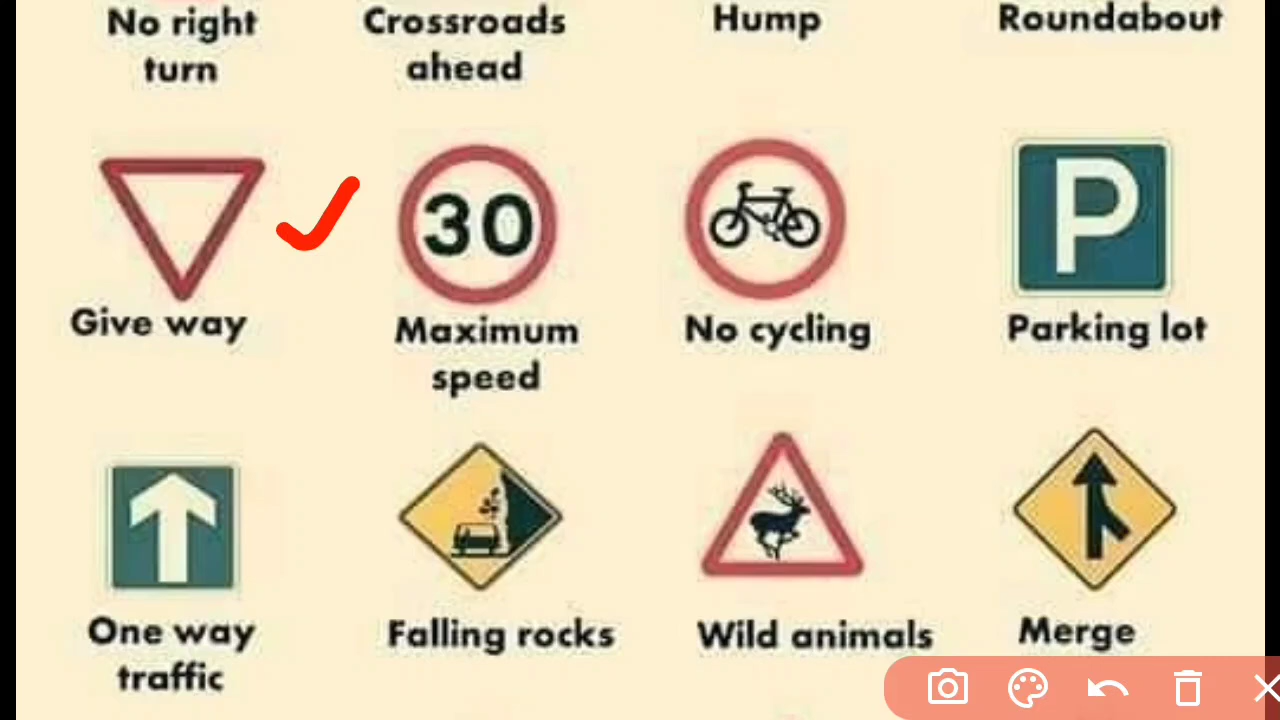 No right
turn
Crossroads
ahead
Hump
Roundabout
30
P
Give way
Maximum
speed
No cycling
Parking lot
One way
traffic
Falling rocks
Wild animals
Merge